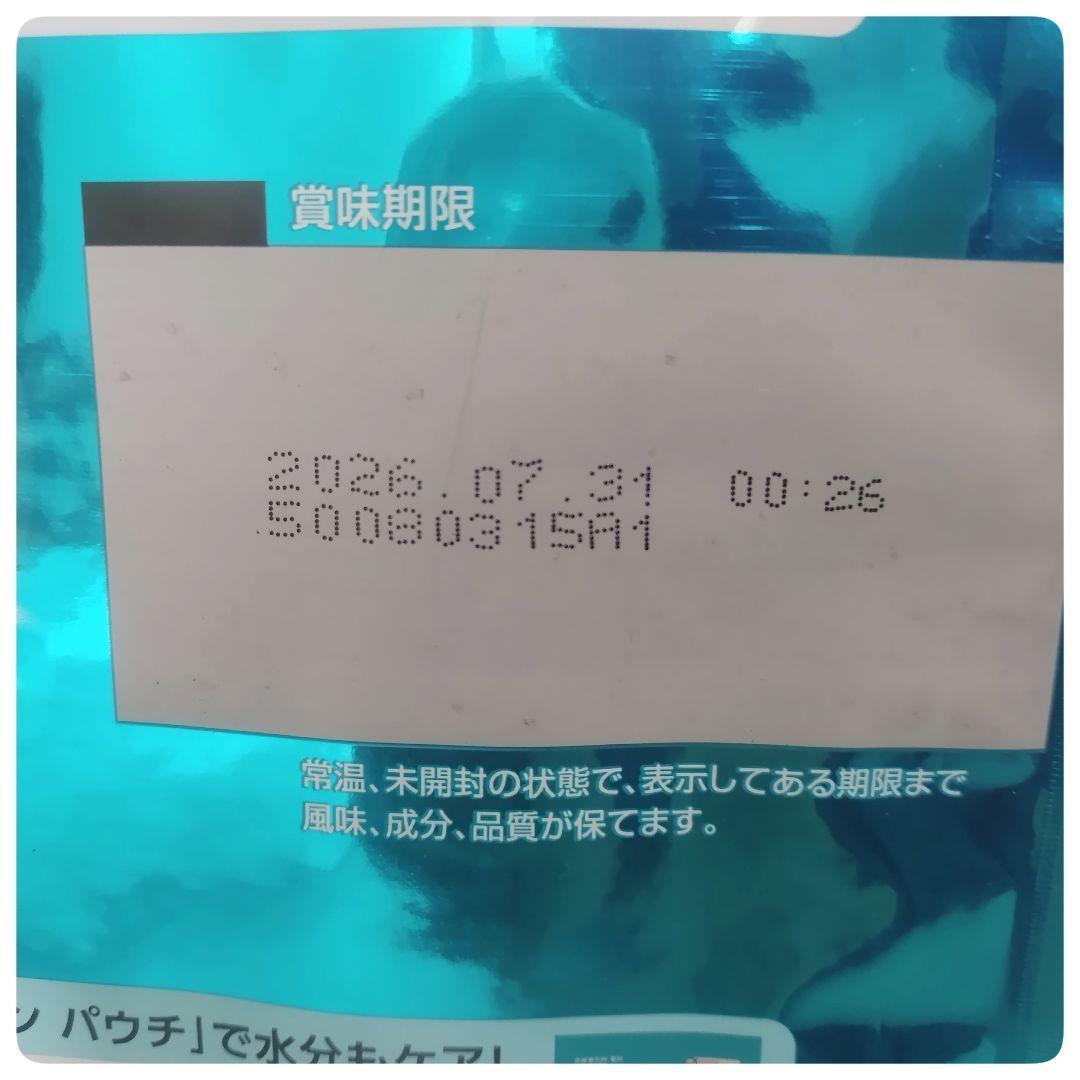 賞味期限
2026.07.31 00:26
50080315A1
常温、未開封の状態で、表示してある期限まで
風味、成分、品質が保てます。
ン パウチ」で水分もケア!